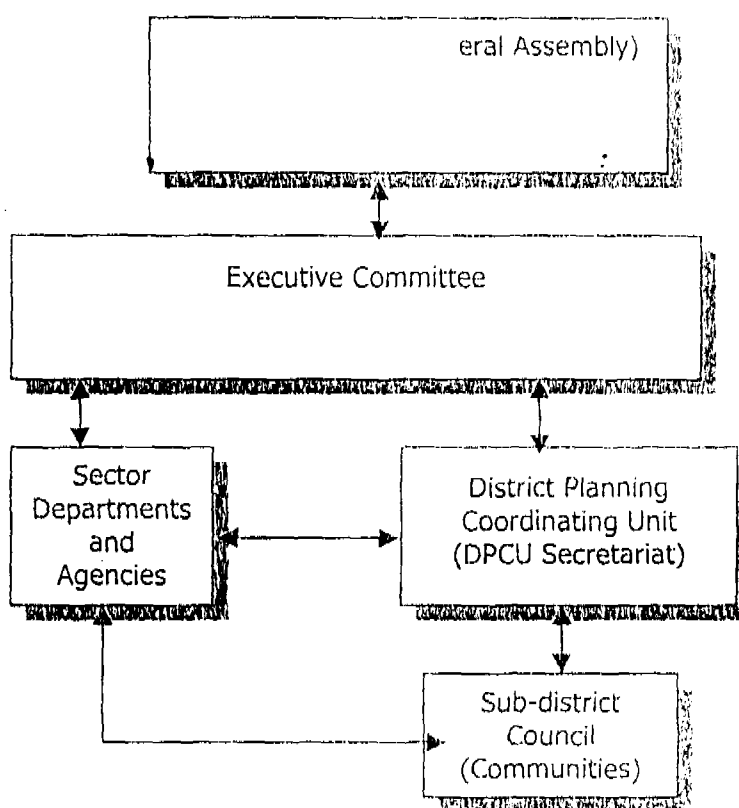 eral Assembly)
Executive Committee
Sector
Departments
and
Agencies
District Planning
Coordinating Unit
(DPCU Secretariat)
Sub-district
Council
(Communities)